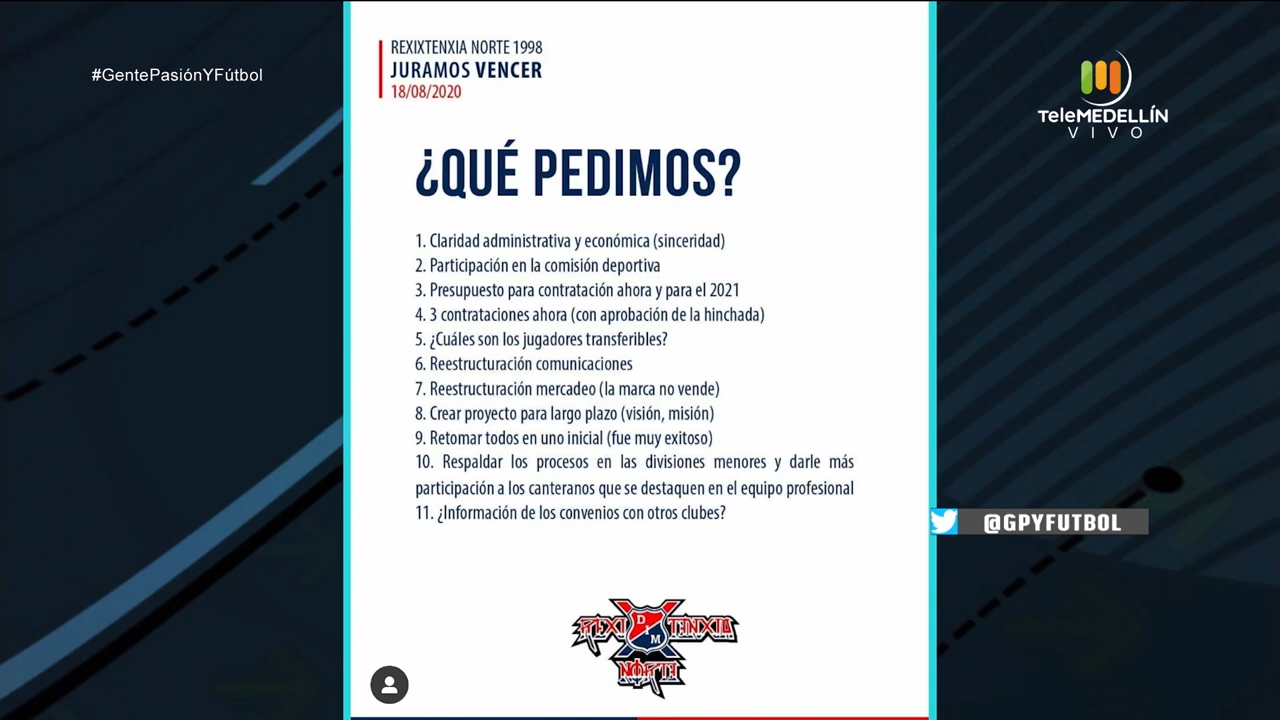 #GentePasiónYFútbol
REXIXTENXIA NORTE 1998
JURAMOS VENCER
18/08/2020
TeleMEDELLÍN
VIVO
¿QUÉ PEDIMOS?
1. Claridad administrativa y económica (sinceridad)
2. Participación en la comisión deportiva
3. Presupuesto para contratación ahora y para el 2021
4. 3 contrataciones ahora (con aprobación de la hinchada)
5. ¿Cuáles son los jugadores transferibles?
6. Reestructuración comunicaciones
7. Reestructuración mercadeo (la marca no vende)
8. Crear proyecto para largo plazo (visión, misión)
9. Retomar todos en uno inicial (fue muy exitoso)
10. Respaldar los procesos en las divisiones menores y darle más
participación a los canteranos que se destaquen en el equipo profesional
11. ¿Información de los convenios con otros clubes?
@GPYFUTBOL
REXI TENXIA
DIM
NORTE